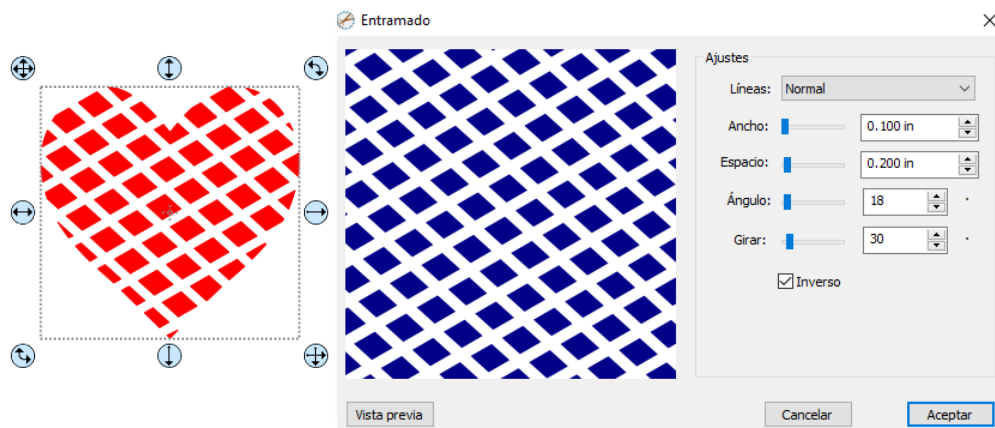 Entramado
Ajustes
Líneas: Normal
Ancho: 0.100 in
Espacio: 0.200 in
Ángulo: 18
Girar: 30
Inverso
Vista previa
Cancelar
Aceptar